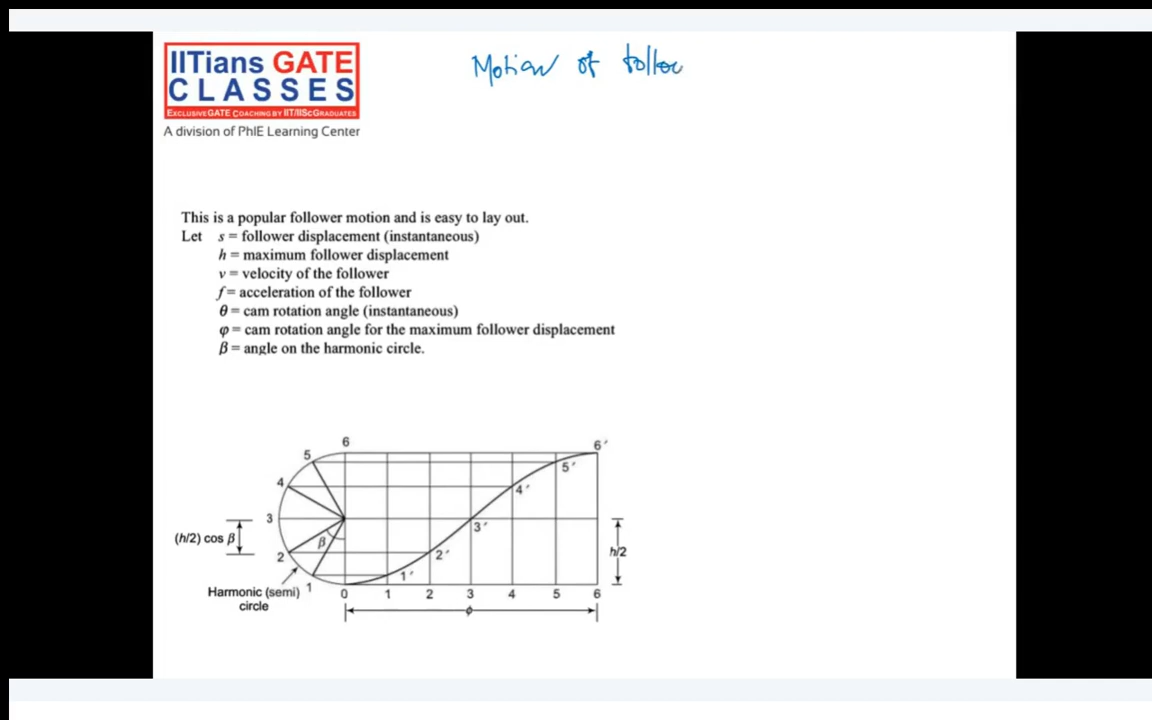 IITians GATE
CLASSES
EXCLUSIVE GATE COACHING BY IIT/IISC GRADUATES
A division of PhIE Learning Center
Motion of follow
This is a popular follower motion and is easy to lay out.
Let s = follower displacement (instantaneous)
h = maximum follower displacement
v = velocity of the follower
f = acceleration of the follower
θ = cam rotation angle (instantaneous)
φ = cam rotation angle for the maximum follower displacement
β = angle on the harmonic circle.
6
6′
5
5′
4
4′
3
3′
(h/2) cos β
β
h/2
2
2′
1′
Harmonic (semi) 1
circle
0 1 2 3 4 5 6
ϕ